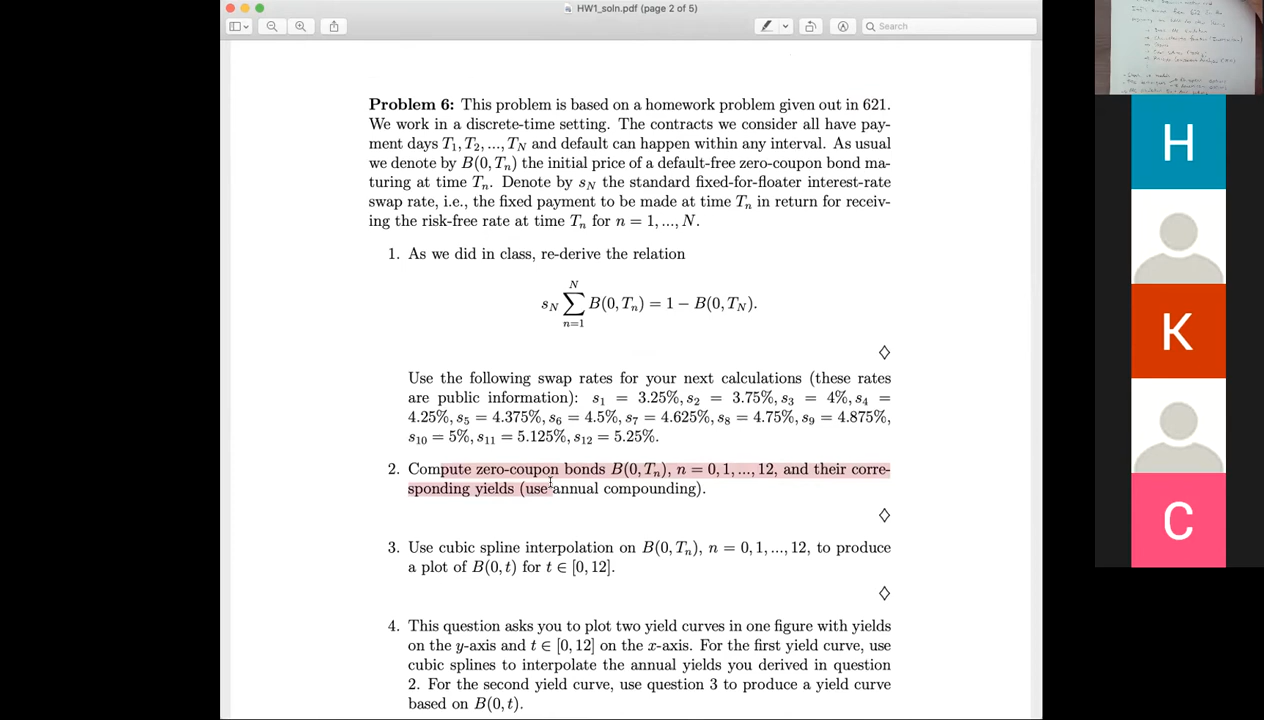 HW1_soln.pdf (page 2 of 5)
Search
Problem 6: This problem is based on a homework problem given out in 621.
We work in a discrete-time setting. The contracts we consider all have pay-
ment days T₁, T₂, ..., T_N and default can happen within any interval. As usual
we denote by B(0, Tₙ) the initial price of a default-free zero-coupon bond ma-
turing at time Tₙ. Denote by s_N the standard fixed-for-floater interest-rate
swap rate, i.e., the fixed payment to be made at time Tₙ in return for receiv-
ing the risk-free rate at time Tₙ for n = 1, ..., N.
1. As we did in class, re-derive the relation
s_N ∑_{n=1}^{N} B(0, Tₙ) = 1 − B(0, T_N).
◇
Use the following swap rates for your next calculations (these rates
are public information): s₁ = 3.25%, s₂ = 3.75%, s₃ = 4%, s₄ =
4.25%, s₅ = 4.375%, s₆ = 4.5%, s₇ = 4.625%, s₈ = 4.75%, s₉ = 4.875%,
s₁₀ = 5%, s₁₁ = 5.125%, s₁₂ = 5.25%.
2. Compute zero-coupon bonds B(0, Tₙ), n = 0, 1, ..., 12, and their corre-
sponding yields (use annual compounding).
◇
3. Use cubic spline interpolation on B(0, Tₙ), n = 0, 1, ..., 12, to produce
a plot of B(0, t) for t ∈ [0, 12].
◇
4. This question asks you to plot two yield curves in one figure with yields
on the y-axis and t ∈ [0, 12] on the x-axis. For the first yield curve, use
cubic splines to interpolate the annual yields you derived in question
2. For the second yield curve, use question 3 to produce a yield curve
based on B(0, t).
H
K
C